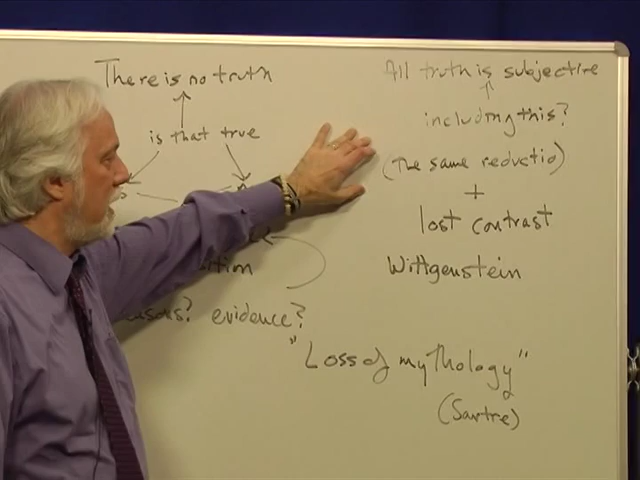 There is no truth
is that true
evidence?
All truth is subjective
including this?
(the same reductio)
+
lost contrast
Wittgenstein
"Loss of mythology"
(Sartre)